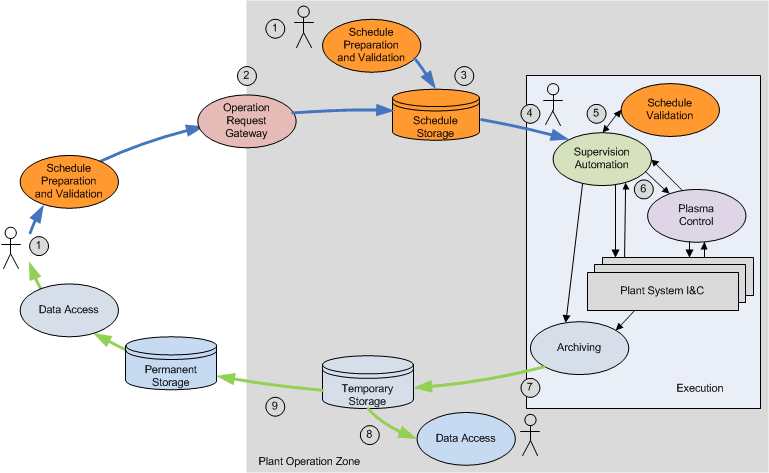 1
Schedule
Preparation
and Validation
2
3
Operation
Request
Gateway
Schedule
Storage
4
5
Schedule
Validation
Supervision
Automation
6
Plasma
Control
Schedule
Preparation
and Validation
1
Data Access
Plant System I&C
Archiving
Permanent
Storage
Temporary
Storage
7
Execution
9
8
Data Access
Plant Operation Zone